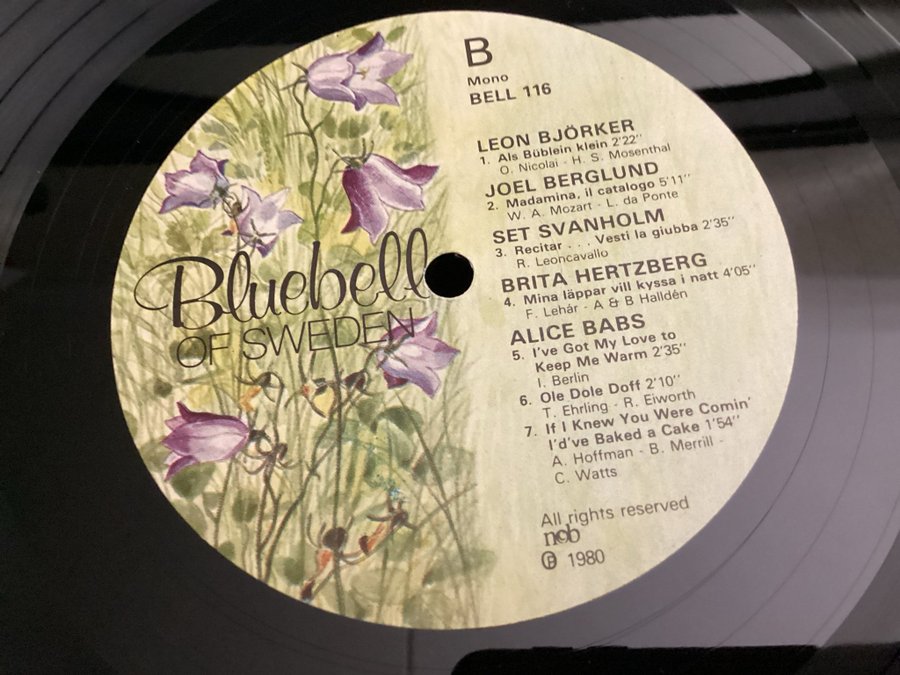 Bluebell
OF SWEDEN
B
Mono
BELL 116
LEON BJÖRKER
1. Als Büblein klein 2'22"
O. Nicolai - H. S. Mosenthal
JOEL BERGLUND
2. Madamina, il catalogo 5'11"
W. A. Mozart - L. da Ponte
SET SVANHOLM
3. Recitar . . . Vesti la giubba 2'35"
R. Leoncavallo
BRITA HERTZBERG
4. Mina läppar vill kyssa i natt 4'05"
F. Lehár - A & B Halldén
ALICE BABS
5. I've Got My Love to
Keep Me Warm 2'35"
I. Berlin
6. Ole Dole Doff 2'10"
T. Ehrling - R. Eiworth
7. If I Knew You Were Comin'
I'd've Baked a Cake 1'54"
A. Hoffman - B. Merrill -
C. Watts
All rights reserved
ncb
℗ 1980